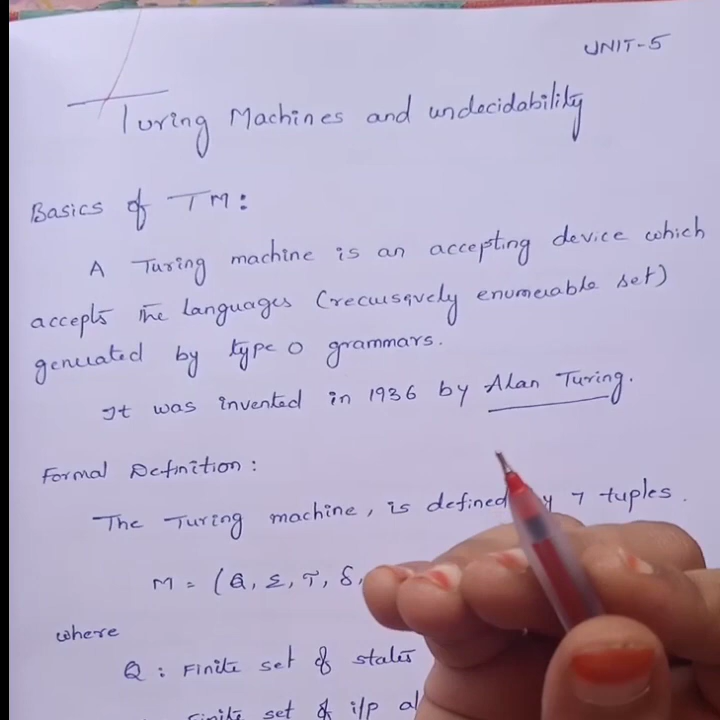 UNIT-5
Turing Machines and undecidability
Basics of TM:
A Turing machine is an accepting device which
accepts the languages (recursively enumerable set)
generated by type 0 grammars.
It was invented in 1936 by Alan Turing.
Formal Definition:
The Turing machine, is defined by 7 tuples.
M = (Q, Σ, T, δ,
where
Q : Finite set of states
Finite set of i/p al